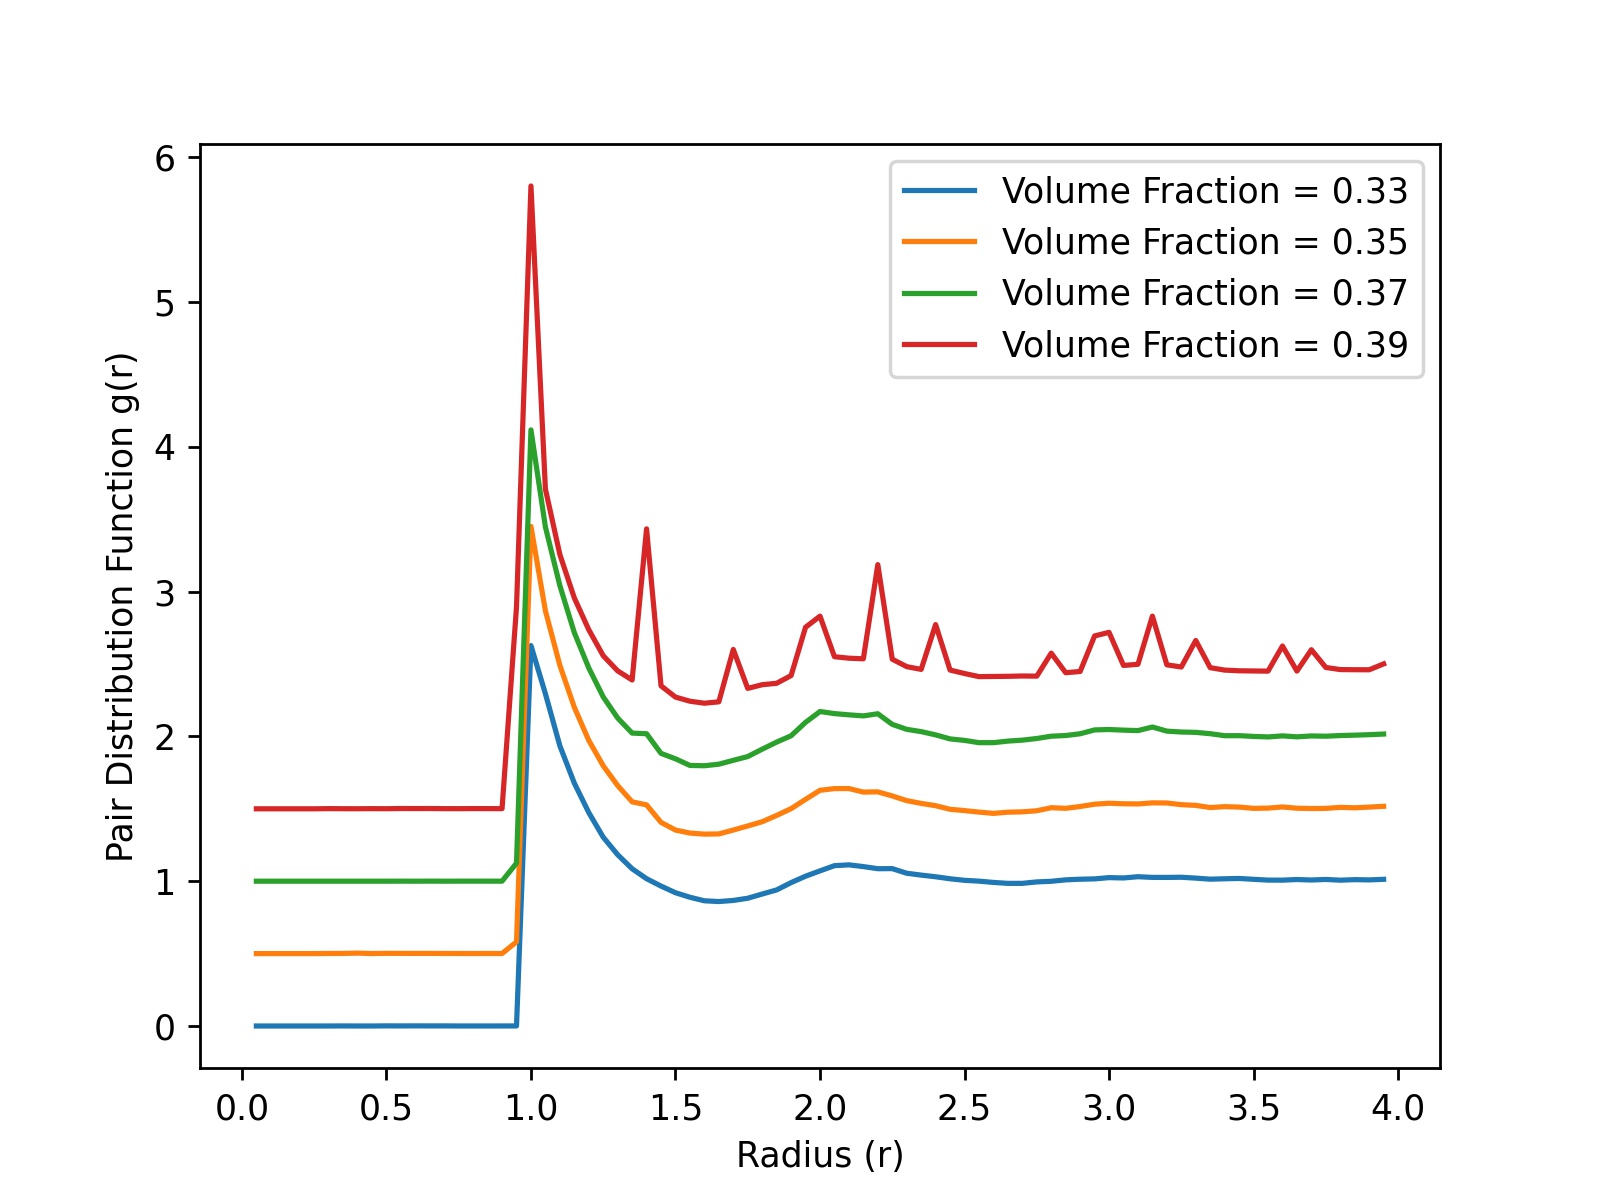 6
5
4
3
2
1
0
Pair Distribution Function g(r)
Volume Fraction = 0.33
Volume Fraction = 0.35
Volume Fraction = 0.37
Volume Fraction = 0.39
0.0 0.5 1.0 1.5 2.0 2.5 3.0 3.5 4.0
Radius (r)